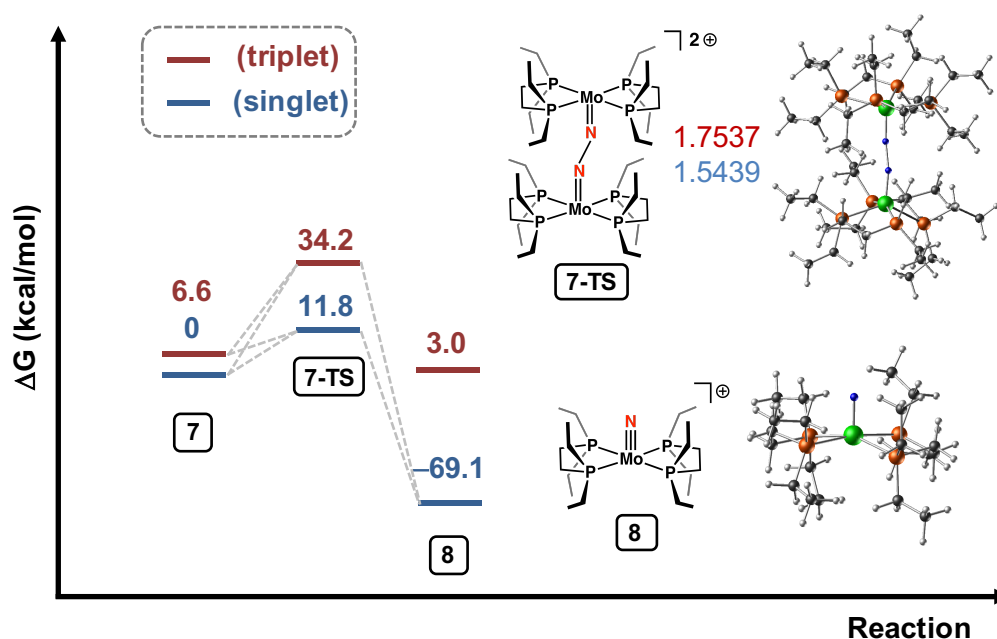 (triplet)
(singlet)
ΔG (kcal/mol)
6.6
0
7
34.2
11.8
7-TS
3.0
–69.1
8
2 ⊕
P Mo P
P P
N
N
P Mo P
P P
1.7537
1.5439
7-TS
⊕
N
P Mo P
P P
8
Reaction